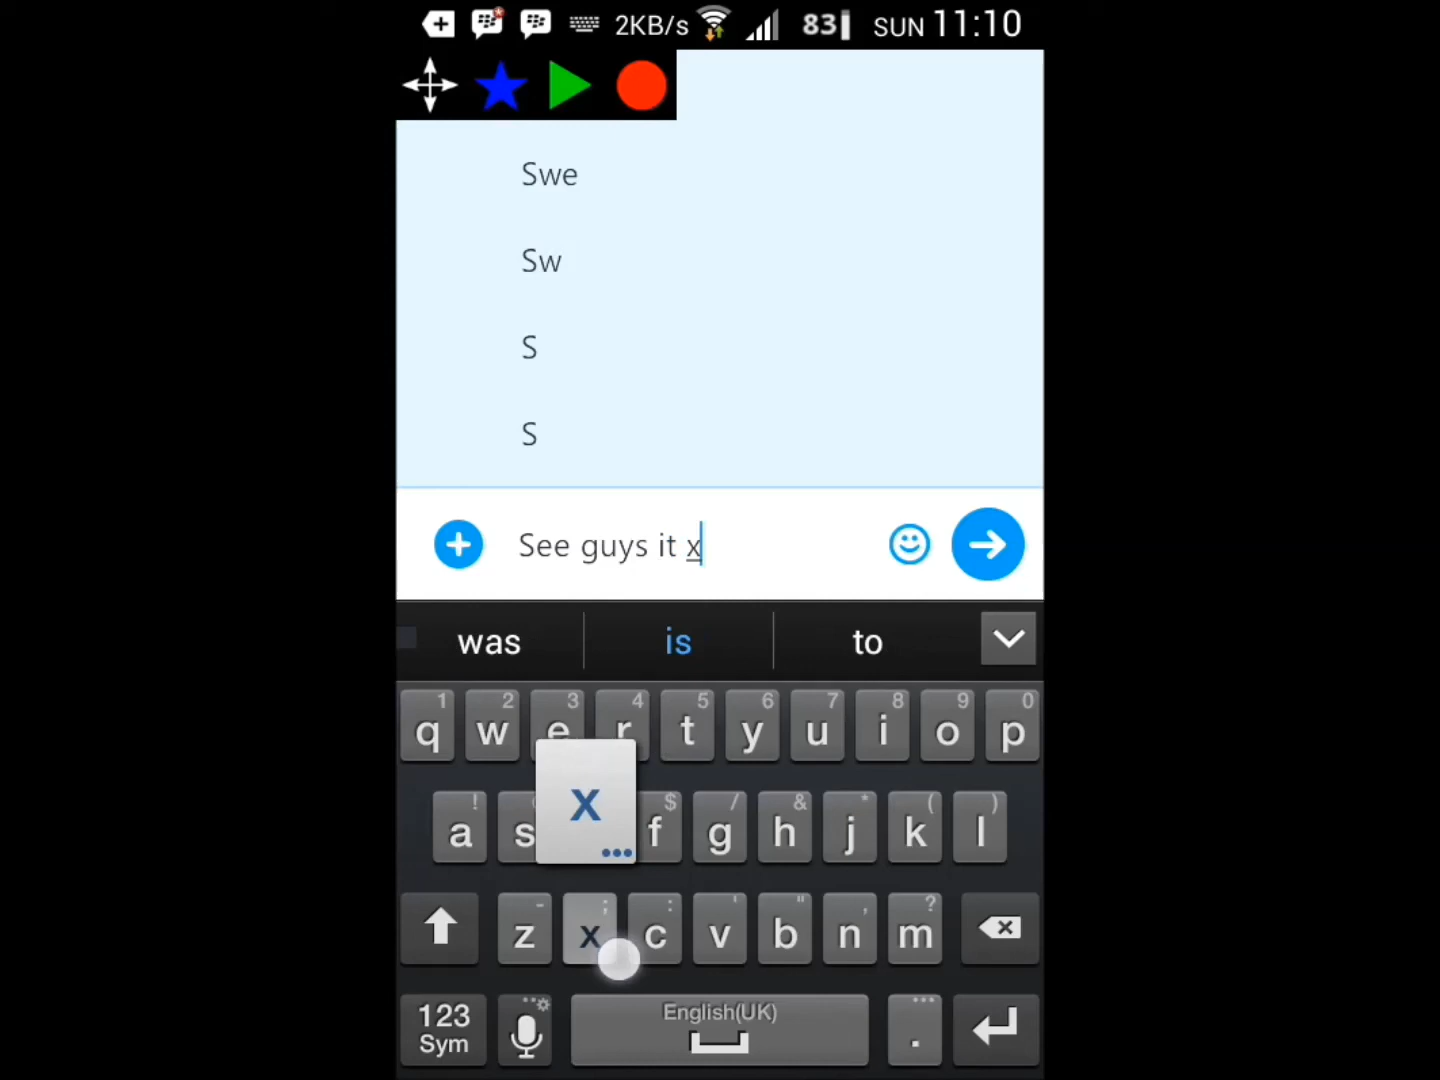 2KB/s 83 SUN 11:10
Swe
Sw
S
S
See guys it x
was is to
1 2 3 4 5 6 7 8 9 0
q w e r t y u i o p
! $ / & * ( )
a s f g h j k l
x
- ; : ' " , ?
z x c v b n m
123
Sym
English(UK)
.